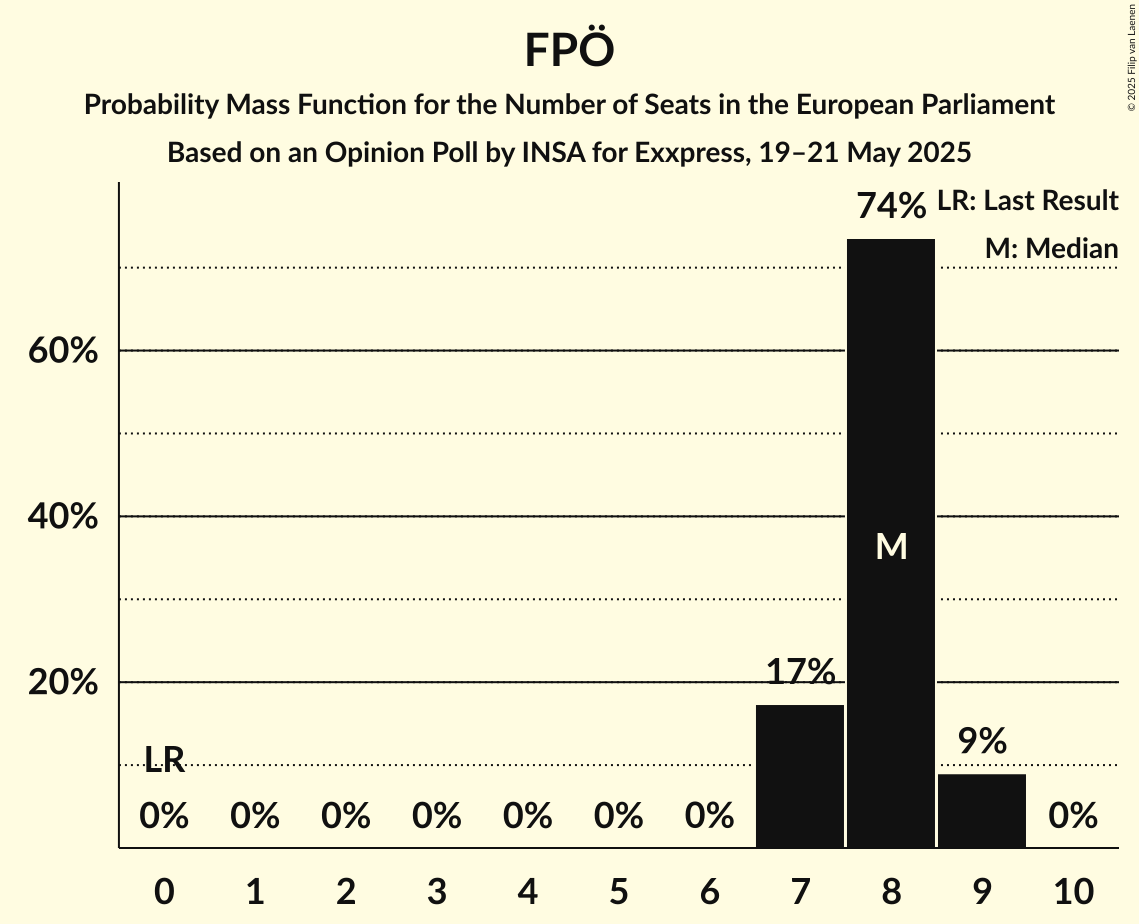 FPÖ
Probability Mass Function for the Number of Seats in the European Parliament
Based on an Opinion Poll by INSA for Exxpress, 19–21 May 2025
© 2025 Filip van Laenen
LR: Last Result
M: Median
60%
40%
20%
LR
0%
0%
0%
0%
0%
0%
0%
17%
74%
M
9%
0%
0 1 2 3 4 5 6 7 8 9 10